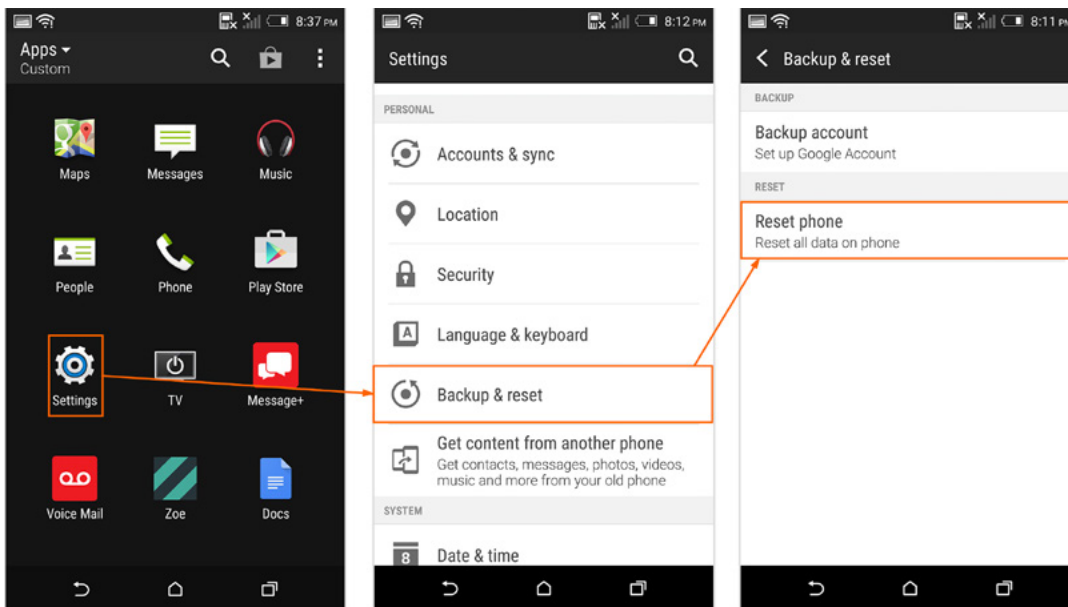 8:37 PM
Apps
Custom
Maps
Messages
Music
People
Phone
Play Store
Settings
TV
Message+
Voice Mail
Zoe
Docs
8:12 PM
Settings
PERSONAL
Accounts & sync
Location
Security
A
Language & keyboard
Backup & reset
Get content from another phone
Get contacts, messages, photos, videos,
music and more from your old phone
SYSTEM
8
Date & time
8:11 PM
Backup & reset
BACKUP
Backup account
Set up Google Account
RESET
Reset phone
Reset all data on phone